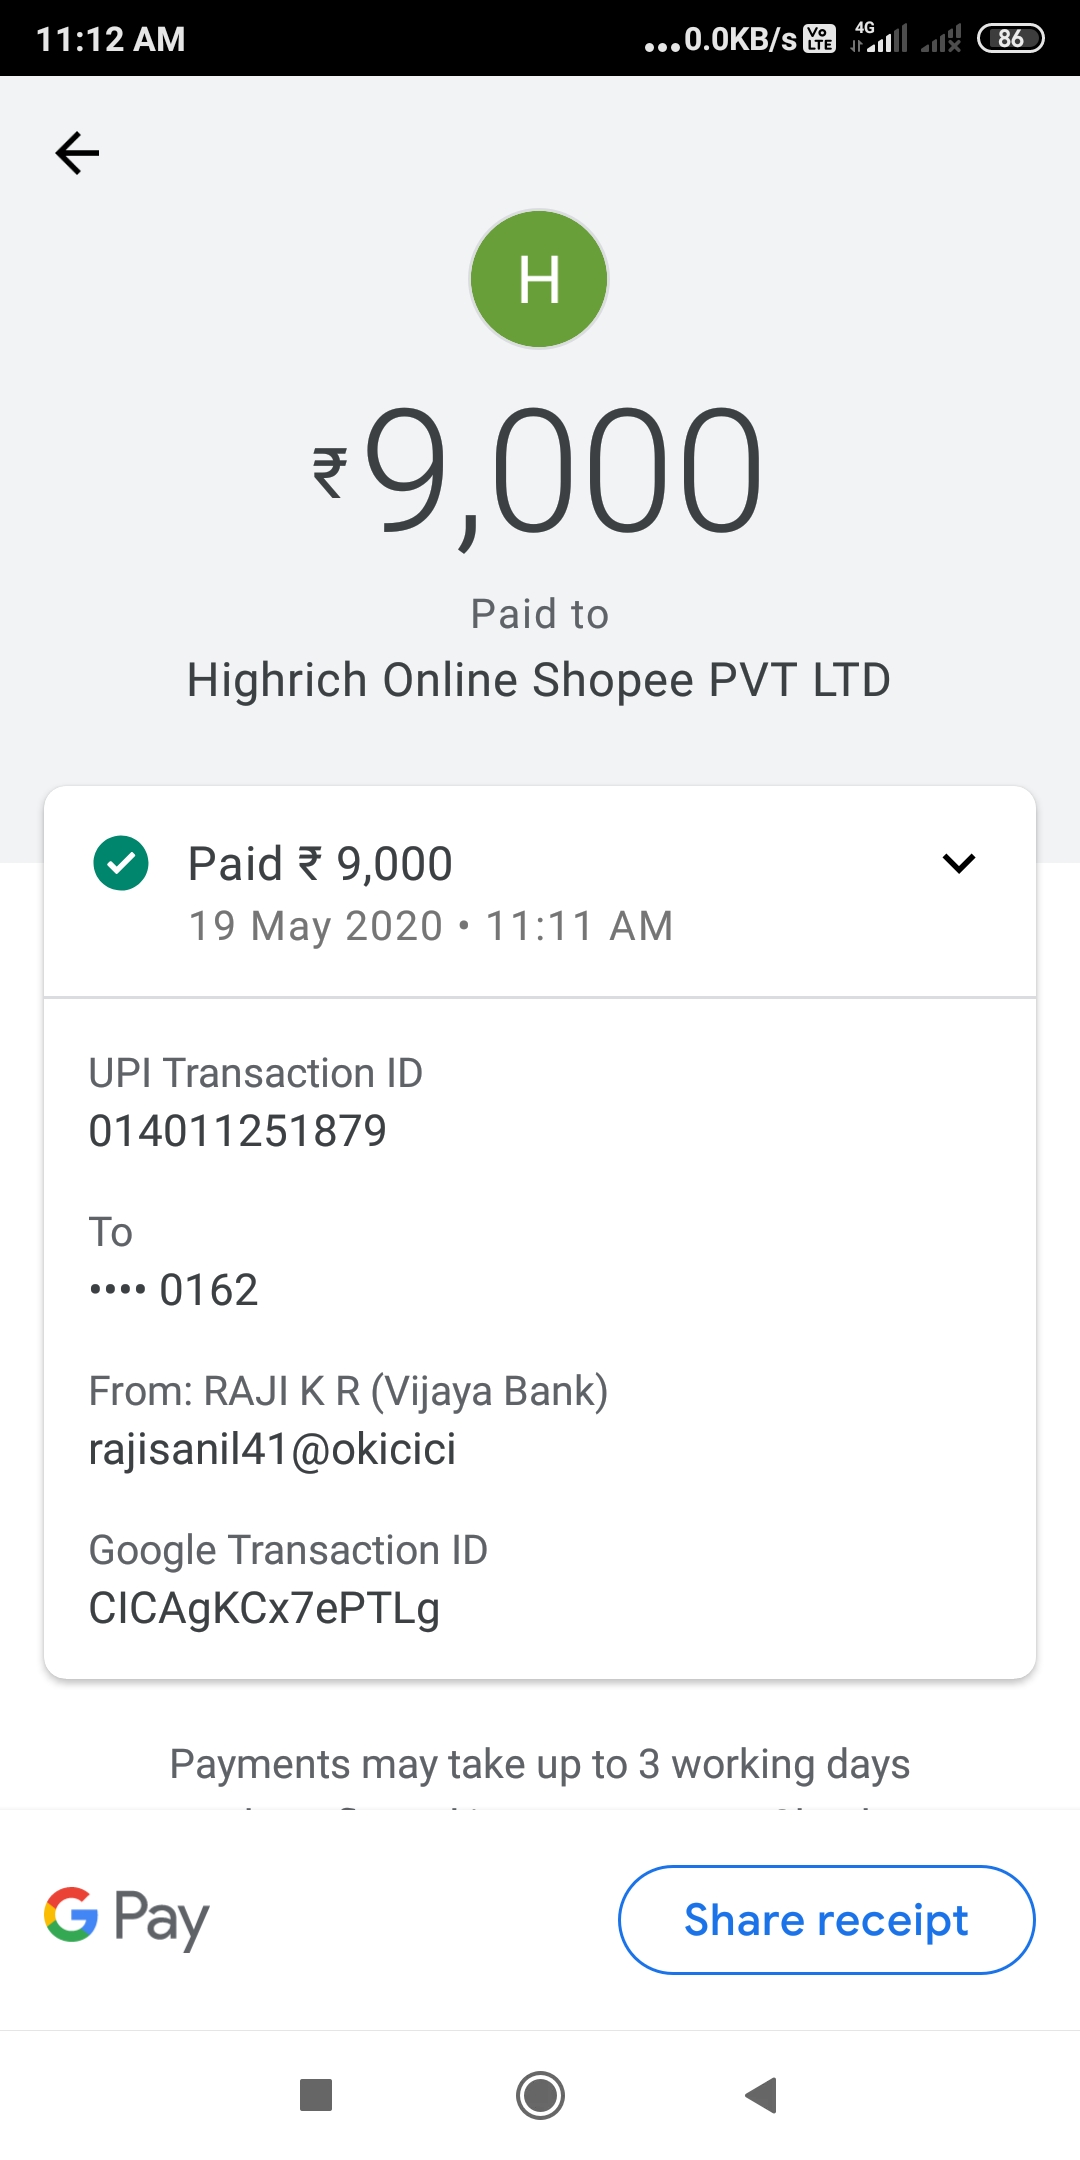 11:12 AM
...0.0KB/s Vo LTE 4G 86
H
₹9,000
Paid to
Highrich Online Shopee PVT LTD
Paid ₹ 9,000
19 May 2020 • 11:11 AM
UPI Transaction ID
014011251879
To
•••• 0162
From: RAJI K R (Vijaya Bank)
rajisanil41@okicici
Google Transaction ID
CICAgKCx7ePTLg
Payments may take up to 3 working days
G Pay
Share receipt